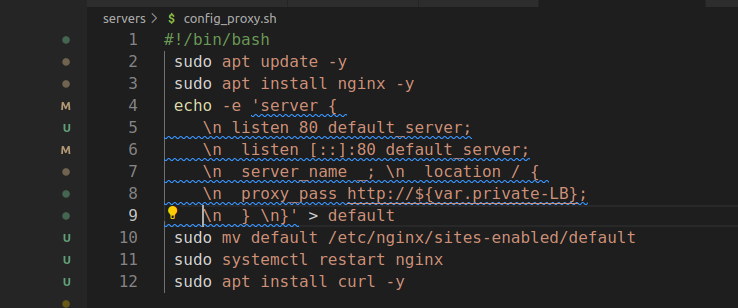 servers > $ config_proxy.sh
1 #!/bin/bash
2 sudo apt update -y
3 sudo apt install nginx -y
M 4 echo -e 'server {
U 5 \n listen 80 default_server;
M 6 \n  listen [::]:80 default_server;
7 \n  server_name _; \n  location / {
8 \n  proxy_pass http://${var.private-LB};
9 \n  } \n}' > default
U 10 sudo mv default /etc/nginx/sites-enabled/default
U 11 sudo systemctl restart nginx
U 12 sudo apt install curl -y